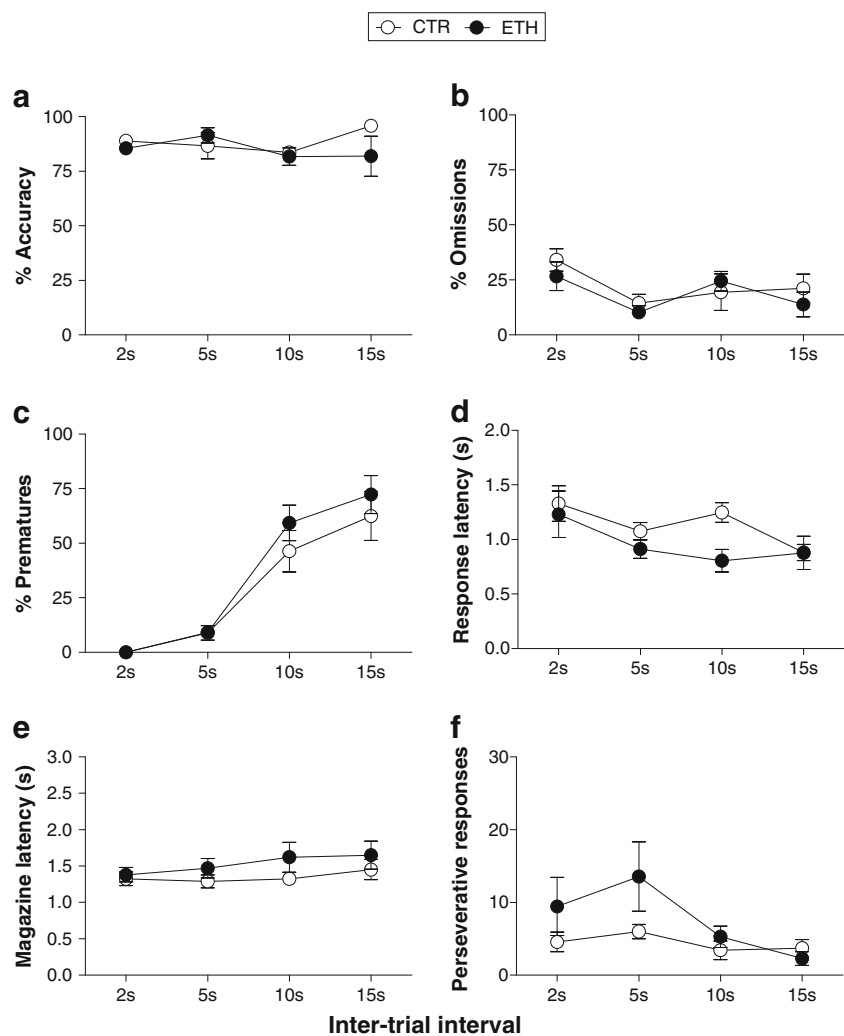 CTR ETH
a
% Accuracy
100
75
50
25
0
2s 5s 10s 15s
b
% Omissions
100
75
50
25
0
2s 5s 10s 15s
c
% Prematures
100
75
50
25
0
2s 5s 10s 15s
d
Response latency (s)
2.0
1.5
1.0
0.5
0.0
2s 5s 10s 15s
e
Magazine latency (s)
3.0
2.5
2.0
1.5
1.0
0.5
0.0
2s 5s 10s 15s
f
Perseverative responses
30
20
10
0
2s 5s 10s 15s
Inter-trial interval